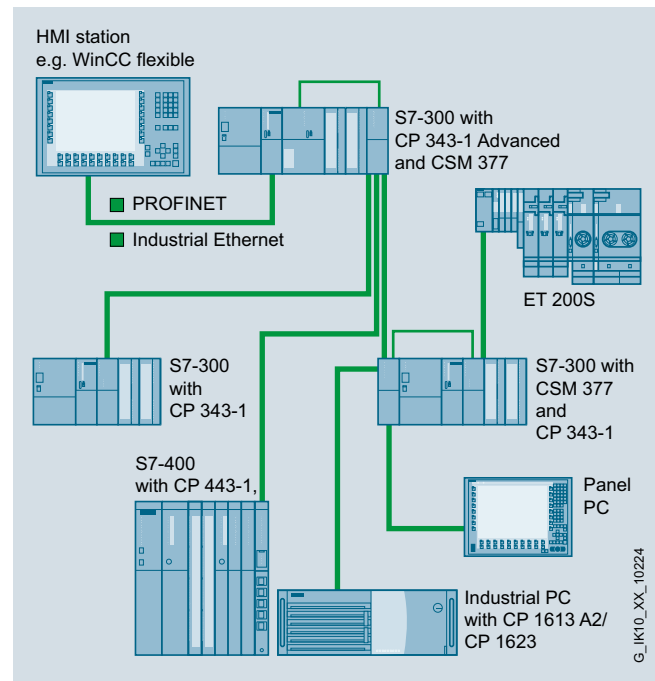 HMI station
e.g. WinCC flexible
S7-300 with
CP 343-1 Advanced
and CSM 377
PROFINET
Industrial Ethernet
ET 200S
S7-300
with
CP 343-1
S7-300 with
CSM 377
and
CP 343-1
S7-400
with CP 443-1,
Panel
PC
Industrial PC
with CP 1613 A2/
CP 1623
G_IK10_XX_10224